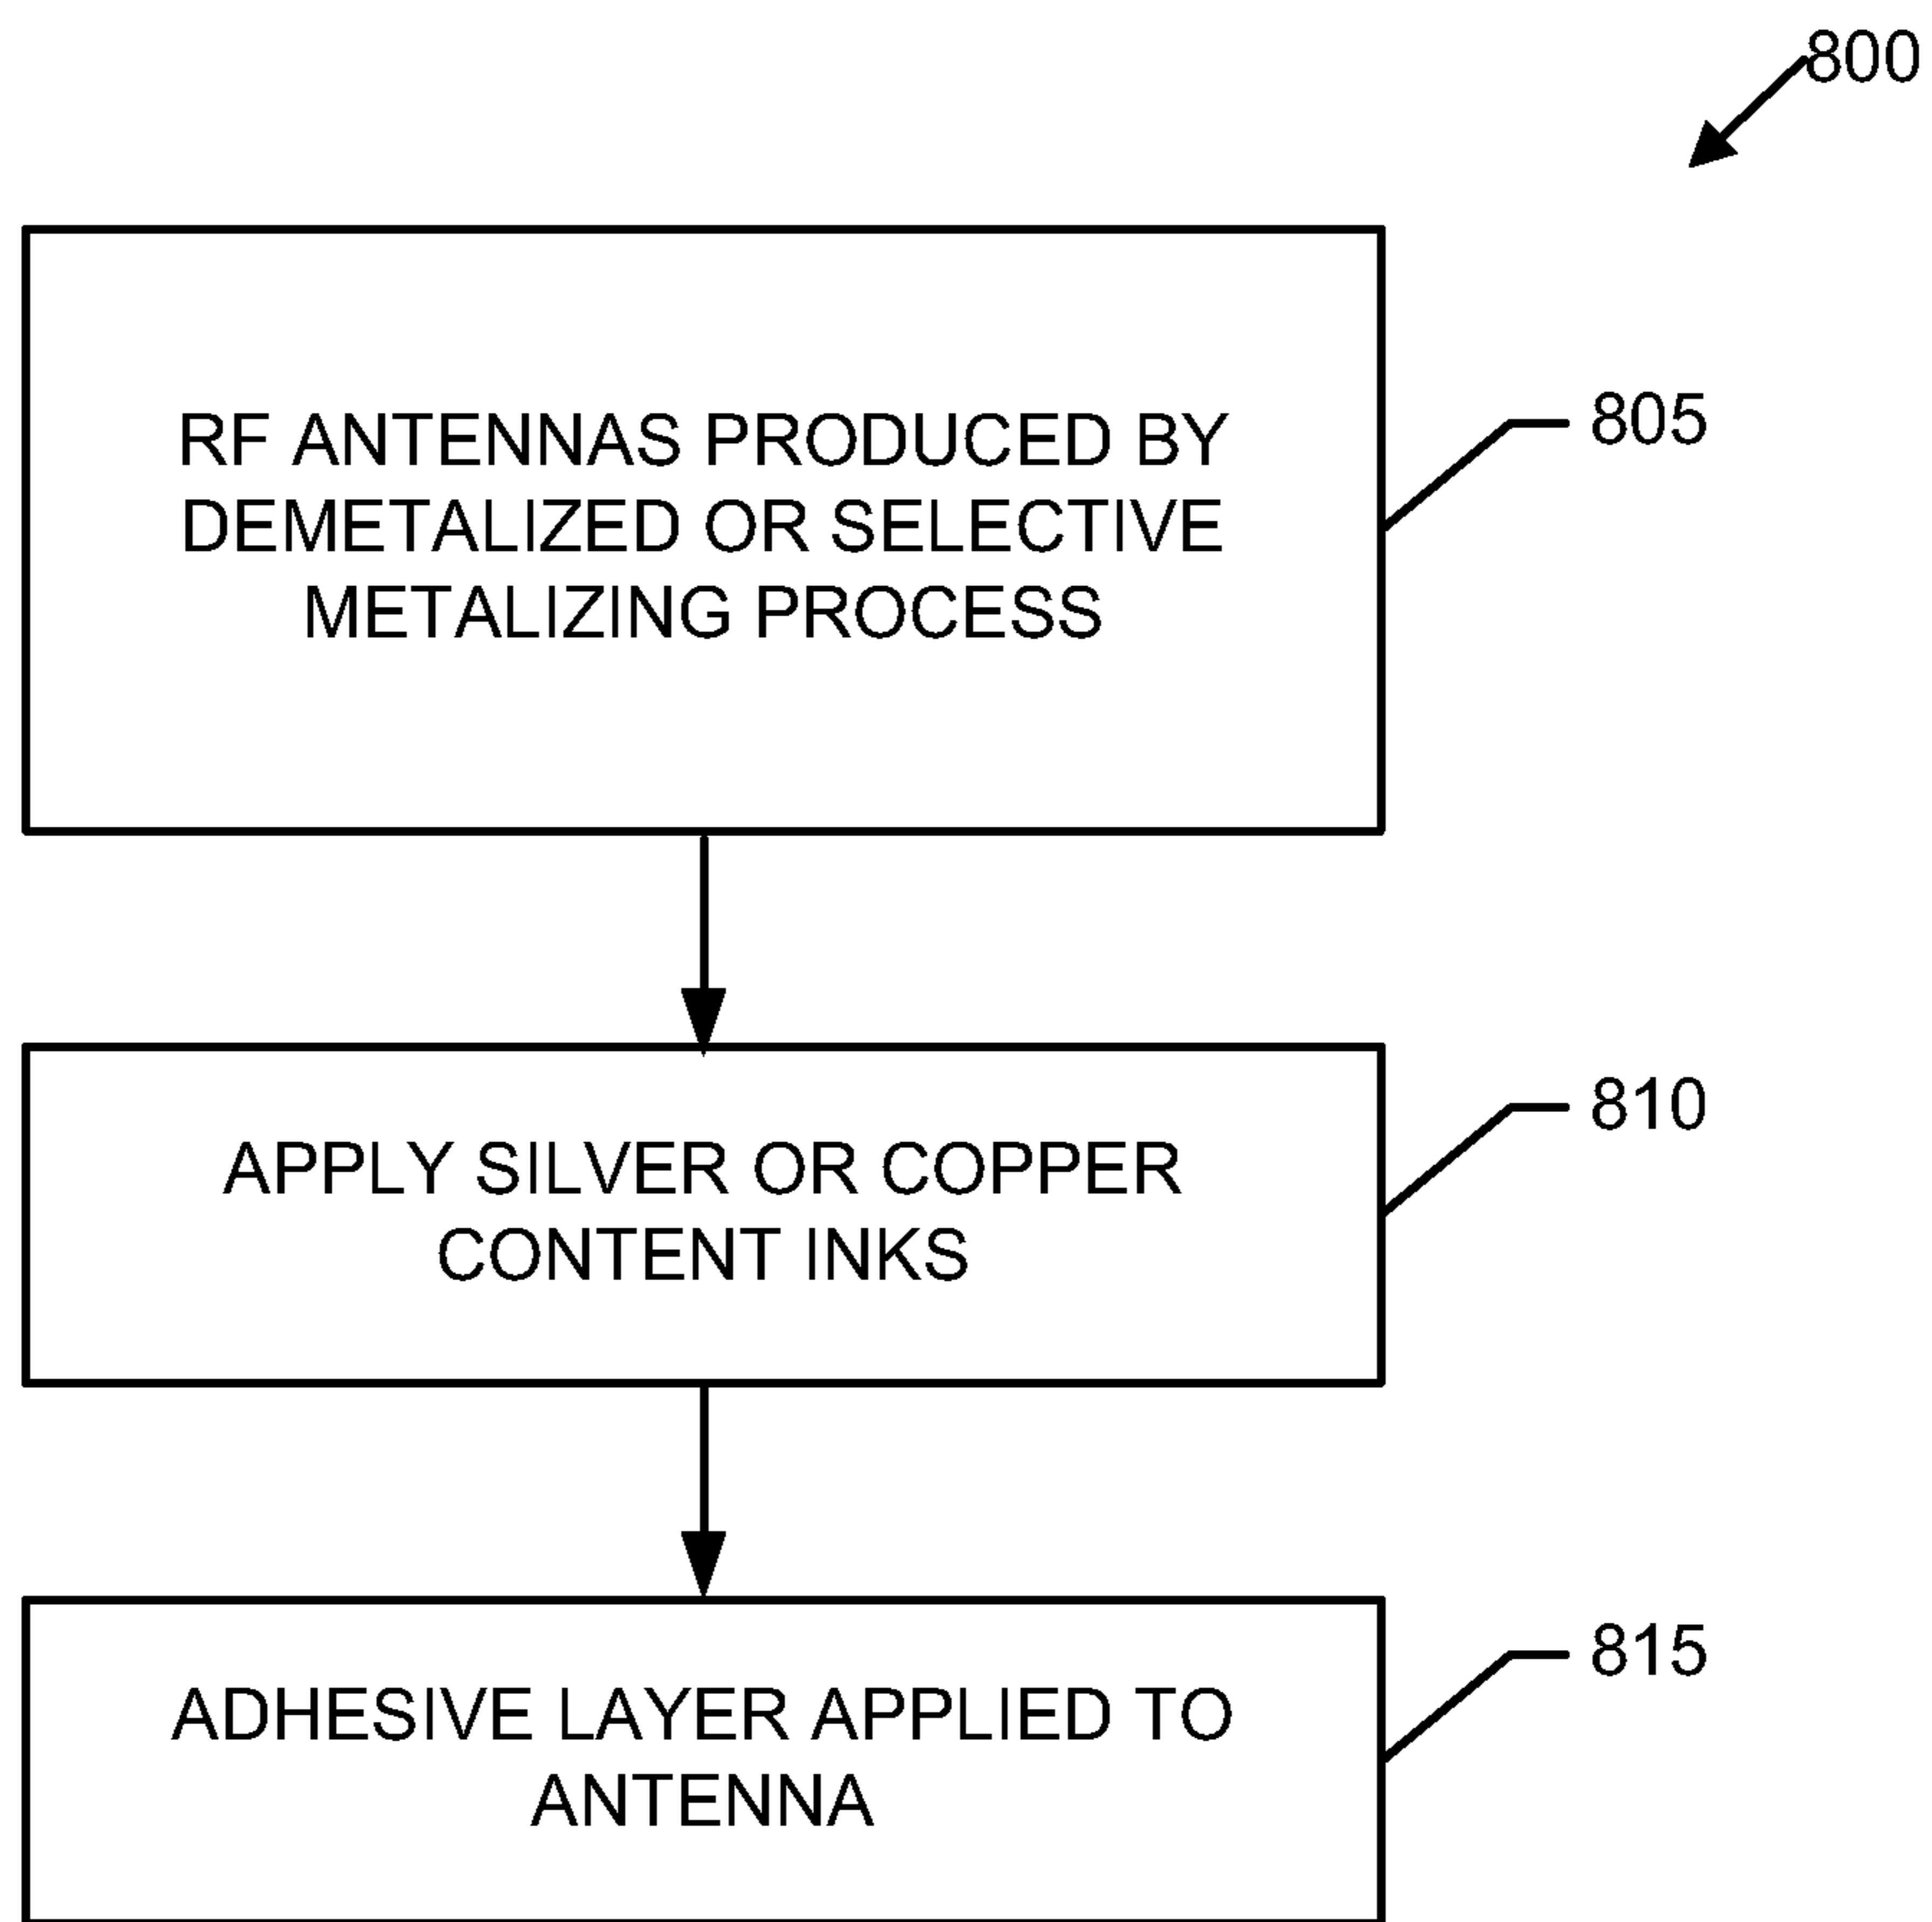 800
RF ANTENNAS PRODUCED BY
DEMETALIZED OR SELECTIVE
METALIZING PROCESS
805
APPLY SILVER OR COPPER
CONTENT INKS
810
ADHESIVE LAYER APPLIED TO
ANTENNA
815